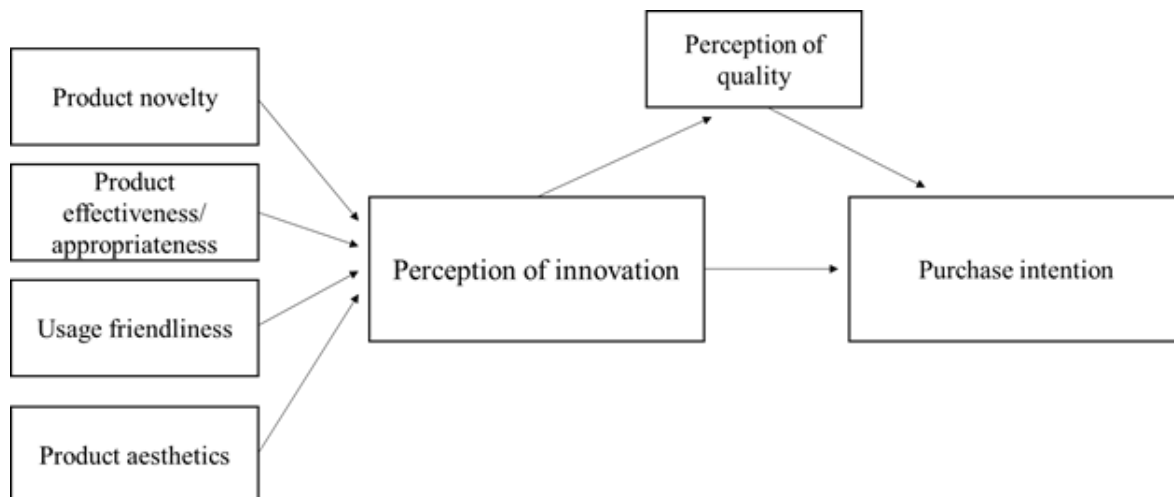 Product novelty
Product
effectiveness/
appropriateness
Usage friendliness
Product aesthetics
Perception of innovation
Perception of
quality
Purchase intention